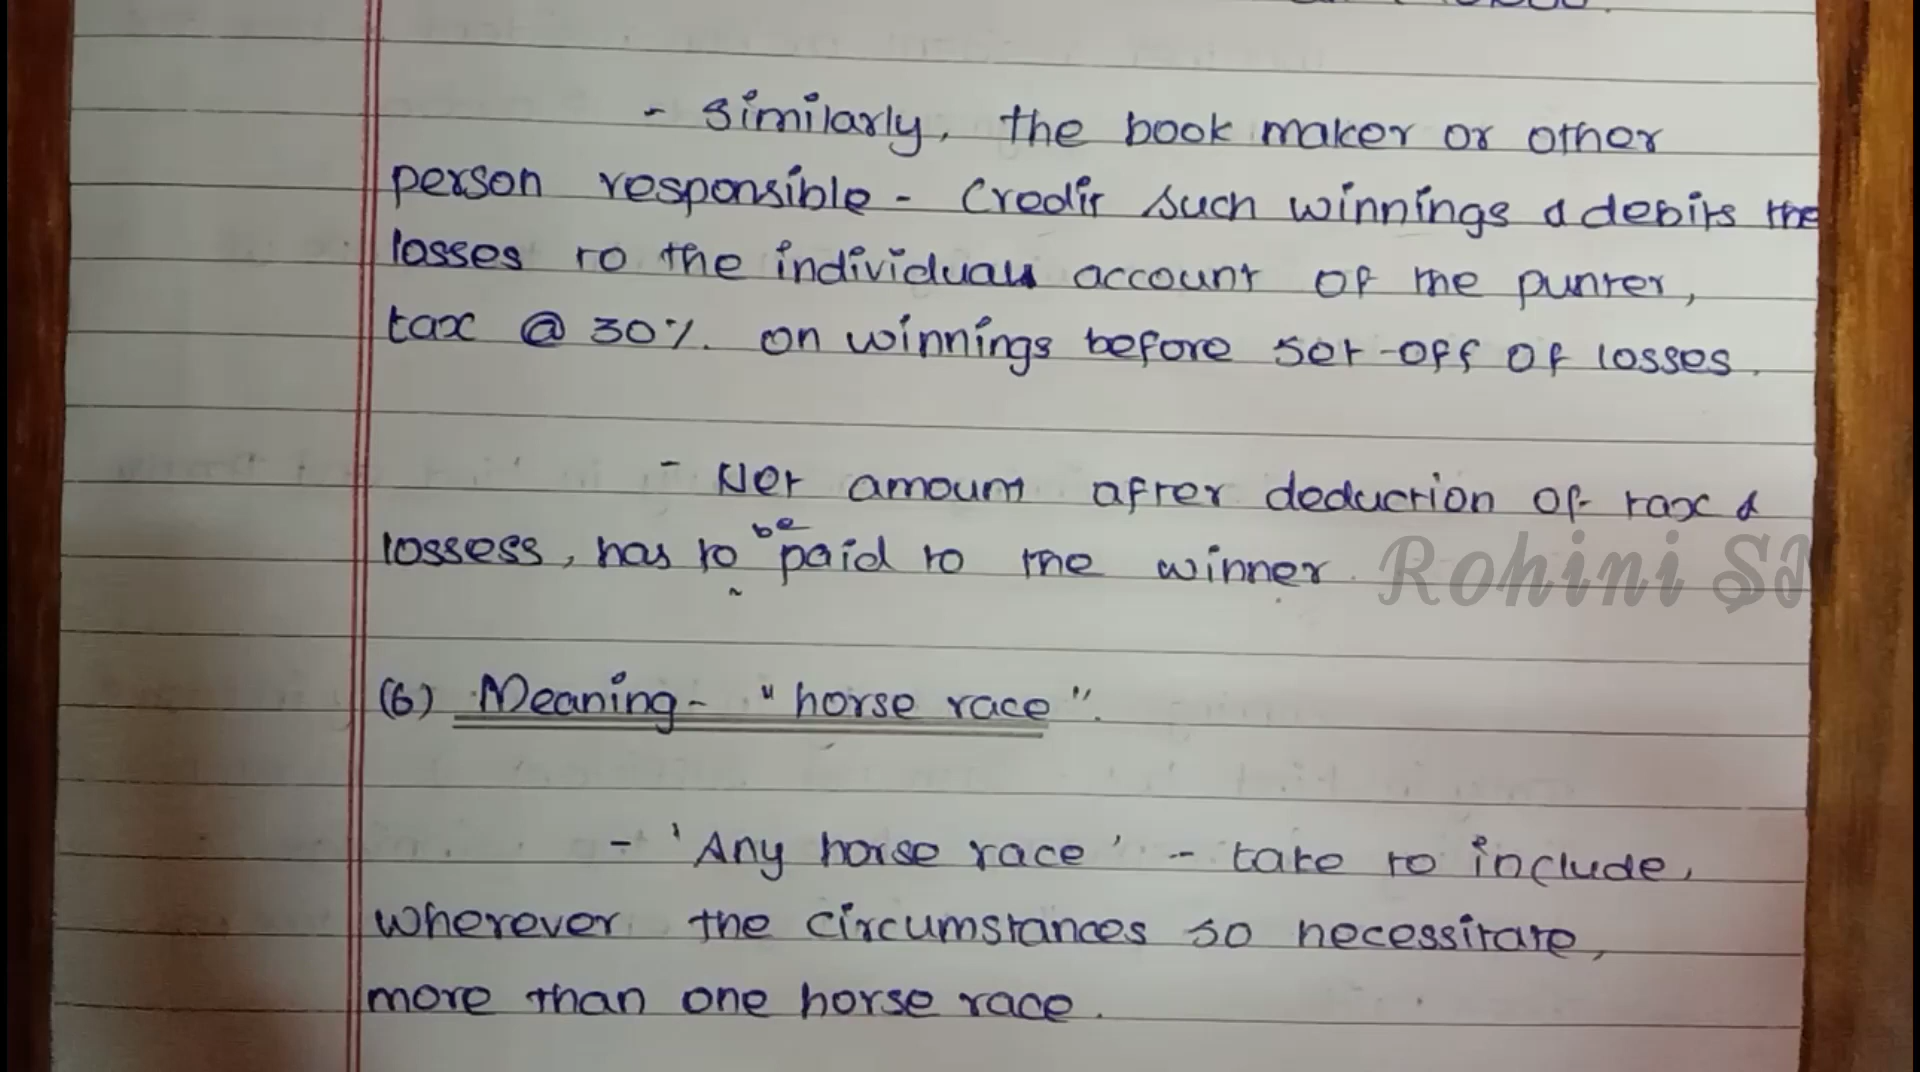 - Similarly, the book maker or other
person responsible - Credit such winnings & debits the
losses to the individual account of the punter,
tax @ 30%. on winnings before set-off of losses.
- Net amount after deduction of tax &
lossess, has to be paid to the winner.
Rohini
(6) Meaning - "horse race".
- 'Any horse race' - take to include,
wherever the circumstances so necessitate,
more than one horse race.